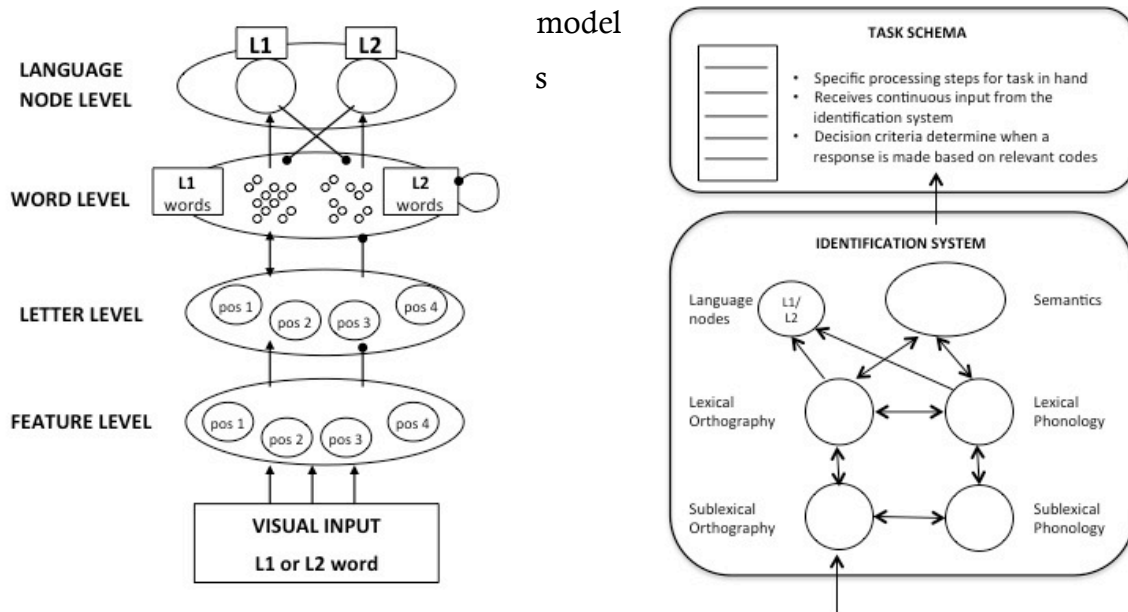 model
s
L1
L2
LANGUAGE
NODE LEVEL
L1
words
L2
words
WORD LEVEL
LETTER LEVEL
pos 1
pos 2
pos 3
pos 4
FEATURE LEVEL
pos 1
pos 2
pos 3
pos 4
VISUAL INPUT
L1 or L2 word
TASK SCHEMA
• Specific processing steps for task in hand
• Receives continuous input from the
identification system
• Decision criteria determine when a
response is made based on relevant codes
IDENTIFICATION SYSTEM
Language
nodes
L1/
L2
Semantics
Lexical
Orthography
Lexical
Phonology
Sublexical
Orthography
Sublexical
Phonology